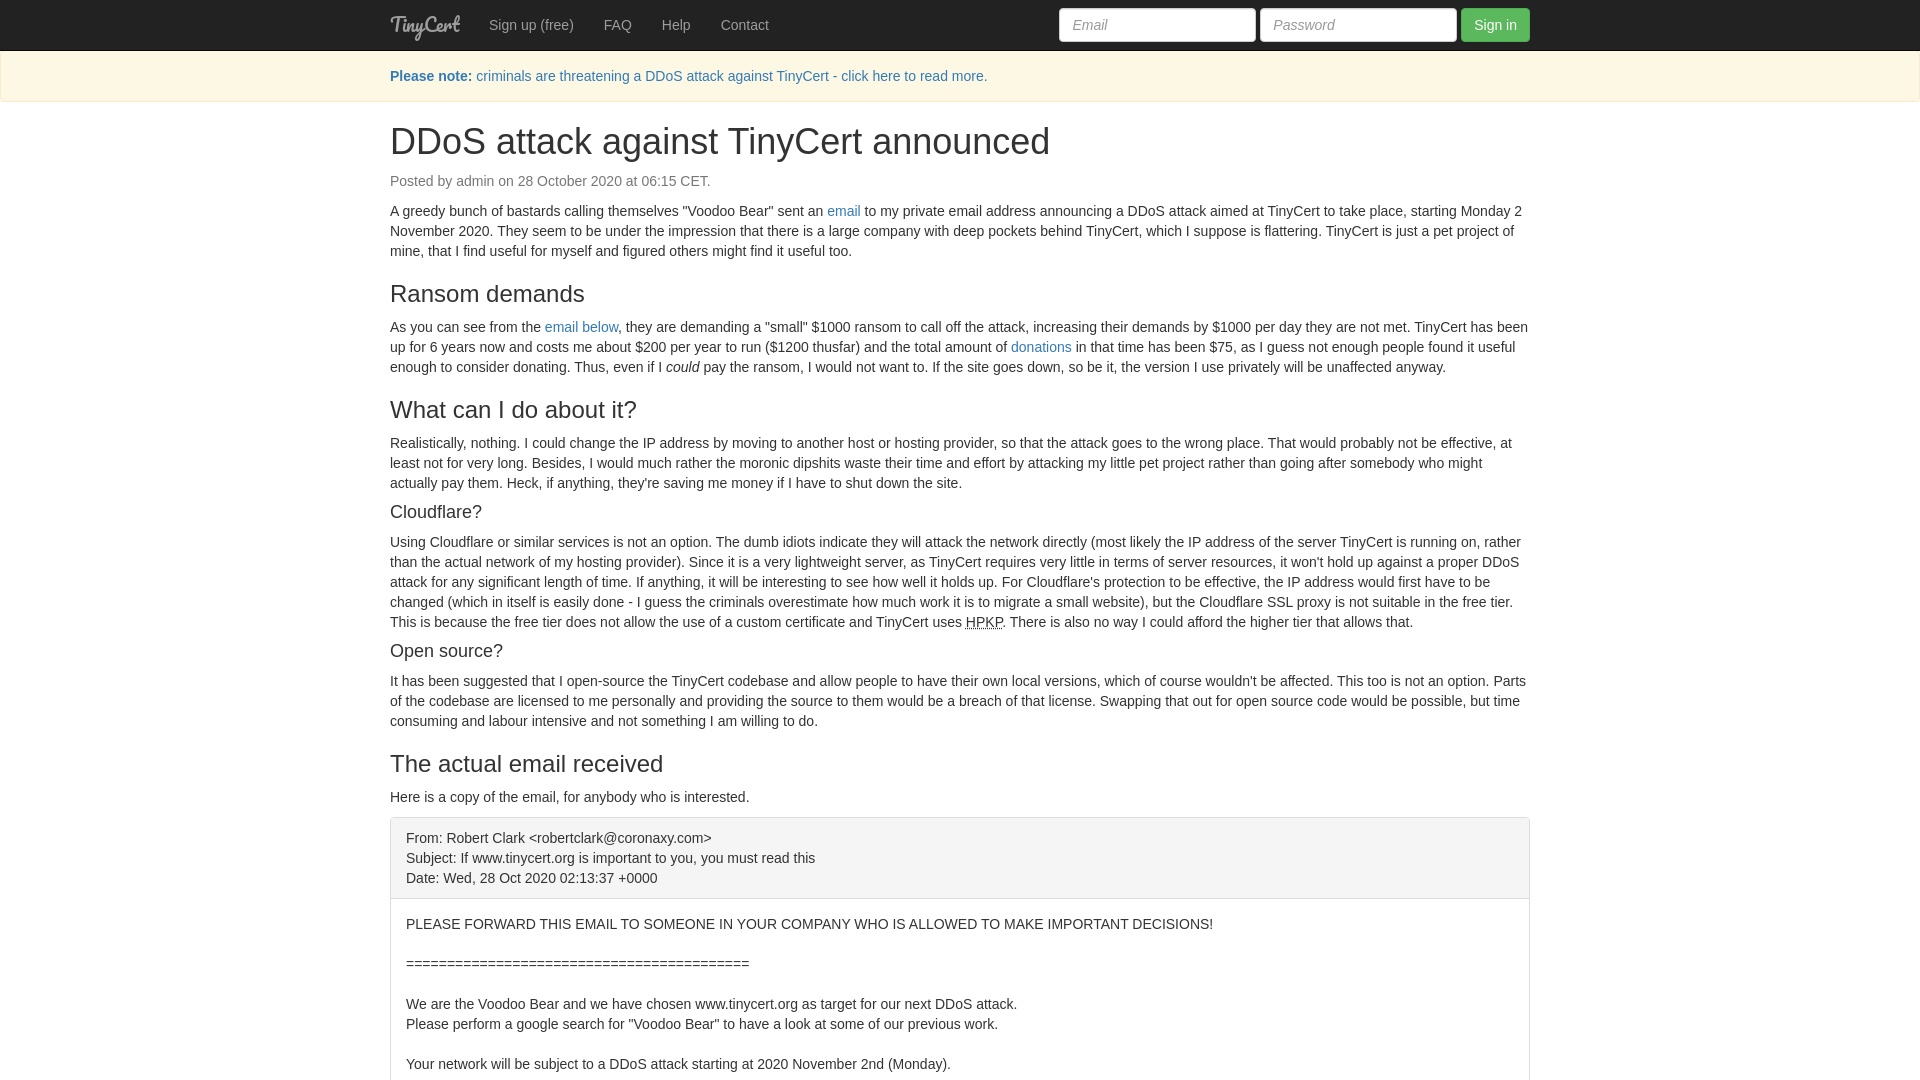 TinyCert Sign up (free) FAQ Help Contact Email Password Sign in
Please note: criminals are threatening a DDoS attack against TinyCert - click here to read more.
DDoS attack against TinyCert announced
Posted by admin on 28 October 2020 at 06:15 CET.
A greedy bunch of bastards calling themselves "Voodoo Bear" sent an email to my private email address announcing a DDoS attack aimed at TinyCert to take place, starting Monday 2
November 2020. They seem to be under the impression that there is a large company with deep pockets behind TinyCert, which I suppose is flattering. TinyCert is just a pet project of
mine, that I find useful for myself and figured others might find it useful too.
Ransom demands
As you can see from the email below, they are demanding a "small" $1000 ransom to call off the attack, increasing their demands by $1000 per day they are not met. TinyCert has been
up for 6 years now and costs me about $200 per year to run ($1200 thusfar) and the total amount of donations in that time has been $75, as I guess not enough people found it useful
enough to consider donating. Thus, even if I could pay the ransom, I would not want to. If the site goes down, so be it, the version I use privately will be unaffected anyway.
What can I do about it?
Realistically, nothing. I could change the IP address by moving to another host or hosting provider, so that the attack goes to the wrong place. That would probably not be effective, at
least not for very long. Besides, I would much rather the moronic dipshits waste their time and effort by attacking my little pet project rather than going after somebody who might
actually pay them. Heck, if anything, they're saving me money if I have to shut down the site.
Cloudflare?
Using Cloudflare or similar services is not an option. The dumb idiots indicate they will attack the network directly (most likely the IP address of the server TinyCert is running on, rather
than the actual network of my hosting provider). Since it is a very lightweight server, as TinyCert requires very little in terms of server resources, it won't hold up against a proper DDoS
attack for any significant length of time. If anything, it will be interesting to see how well it holds up. For Cloudflare's protection to be effective, the IP address would first have to be
changed (which in itself is easily done - I guess the criminals overestimate how much work it is to migrate a small website), but the Cloudflare SSL proxy is not suitable in the free tier.
This is because the free tier does not allow the use of a custom certificate and TinyCert uses HPKP. There is also no way I could afford the higher tier that allows that.
Open source?
It has been suggested that I open-source the TinyCert codebase and allow people to have their own local versions, which of course wouldn't be affected. This too is not an option. Parts
of the codebase are licensed to me personally and providing the source to them would be a breach of that license. Swapping that out for open source code would be possible, but time
consuming and labour intensive and not something I am willing to do.
The actual email received
Here is a copy of the email, for anybody who is interested.
From: Robert Clark <robertclark@coronaxy.com>
Subject: If www.tinycert.org is important to you, you must read this
Date: Wed, 28 Oct 2020 02:13:37 +0000
PLEASE FORWARD THIS EMAIL TO SOMEONE IN YOUR COMPANY WHO IS ALLOWED TO MAKE IMPORTANT DECISIONS!
==========================================
We are the Voodoo Bear and we have chosen www.tinycert.org as target for our next DDoS attack.
Please perform a google search for "Voodoo Bear" to have a look at some of our previous work.
Your network will be subject to a DDoS attack starting at 2020 November 2nd (Monday).